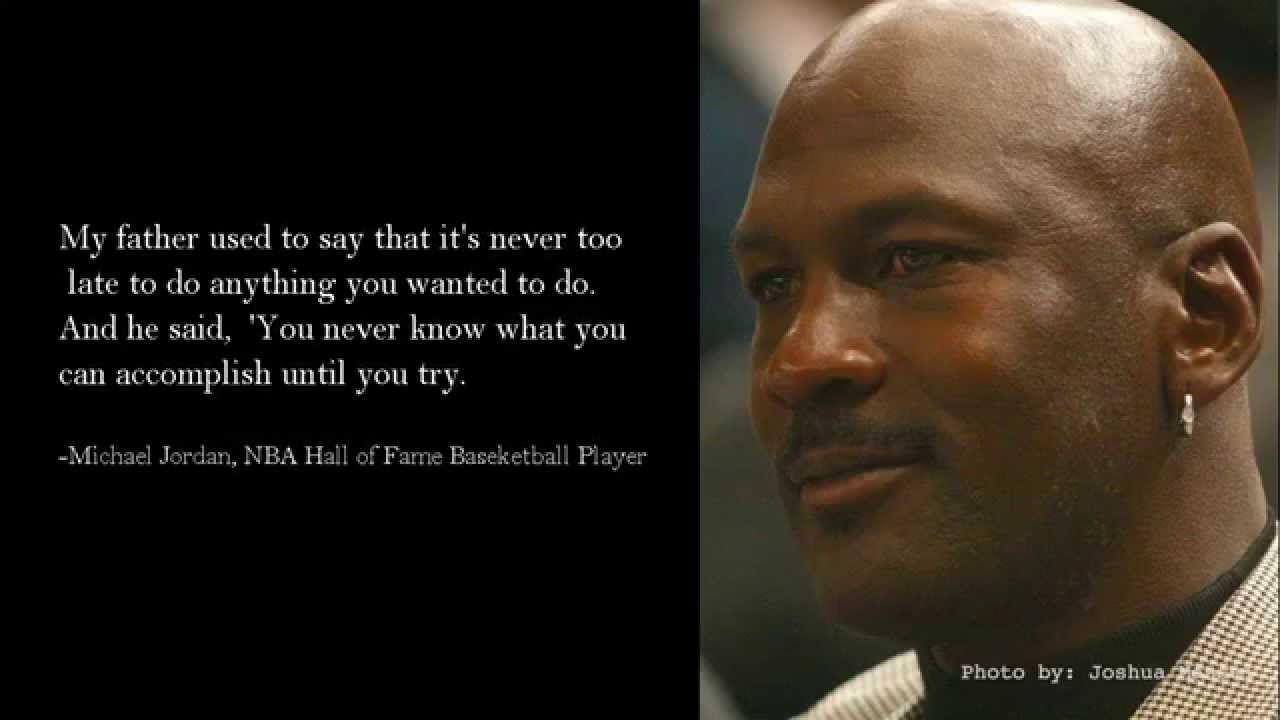 My father used to say that it's never too
late to do anything you wanted to do.
And he said, 'You never know what you
can accomplish until you try.
-Michael Jordan, NBA Hall of Fame Baseketball Player
Photo by: Joshua